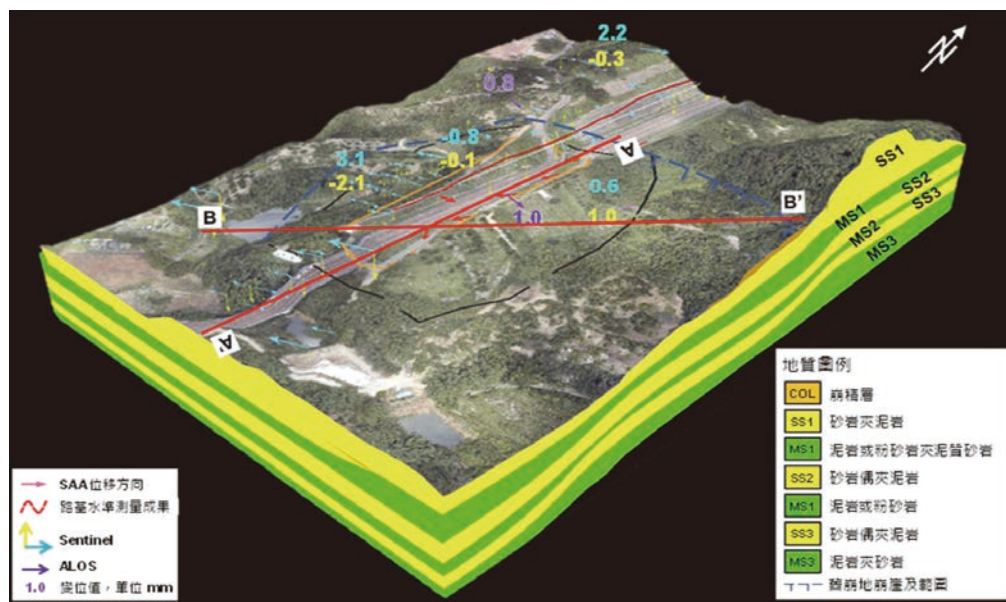 2.2
-0.3
N
0.8
-0.8
-0.1
3.1
-2.1
A
0.6
B
1.0
1.0
B'
A'
SS1
SS2
SS3
MS1
MS2
MS3
地質圖例
COL 崩積層
SS1 砂岩夾泥岩
MS1 泥岩或粉砂岩夾泥質砂岩
SS2 砂岩偶夾泥岩
MS1 泥岩或粉砂岩
SS3 砂岩偶夾泥岩
MS3 泥岩夾砂岩
舊崩地崩崖及範圍
SAA位移方向
路基水準測量成果
Sentinel
ALOS
1.0 變位值，單位 mm